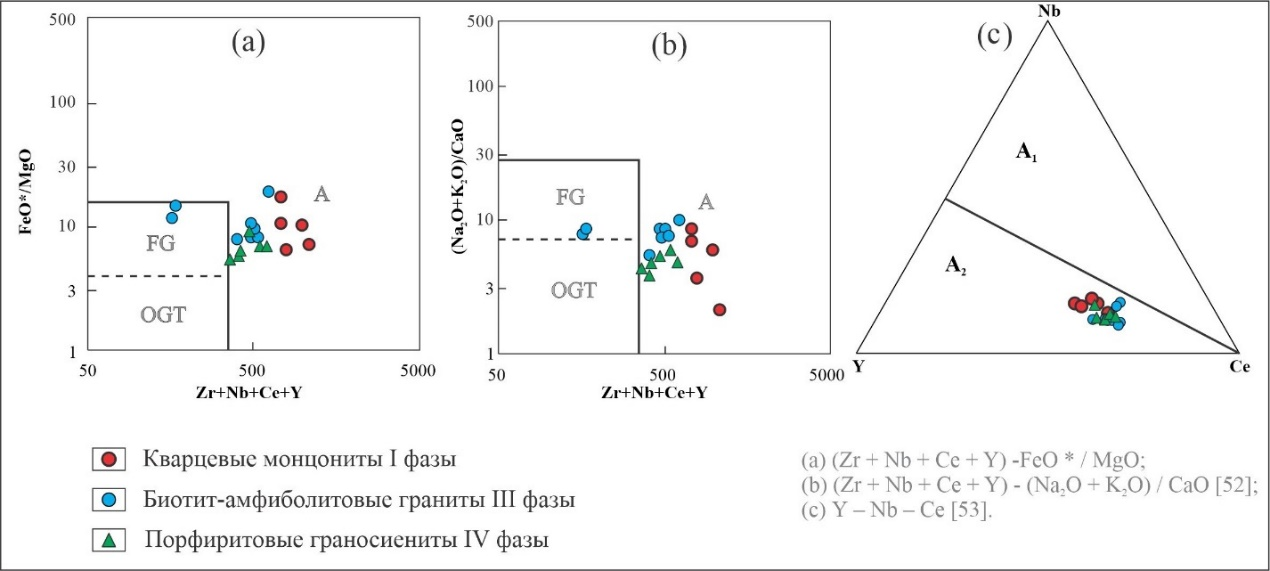 (a)
500
100
30
10
3
1
FeO*/MgO
A
FG
OGT
50
500
5000
Zr+Nb+Ce+Y
(b)
500
100
30
10
3
1
(Na₂O+K₂O)/CaO
FG
A
OGT
50
500
5000
Zr+Nb+Ce+Y
(c)
Nb
A₁
A₂
Y
Ce
Кварцевые монцониты I фазы
Биотит-амфиболитовые граниты III фазы
Порфиритовые граносиениты IV фазы
(a) (Zr + Nb + Ce + Y) -FeO * / MgO;
(b) (Zr + Nb + Ce + Y) - (Na₂O + K₂O) / CaO [52];
(c) Y – Nb – Ce [53].